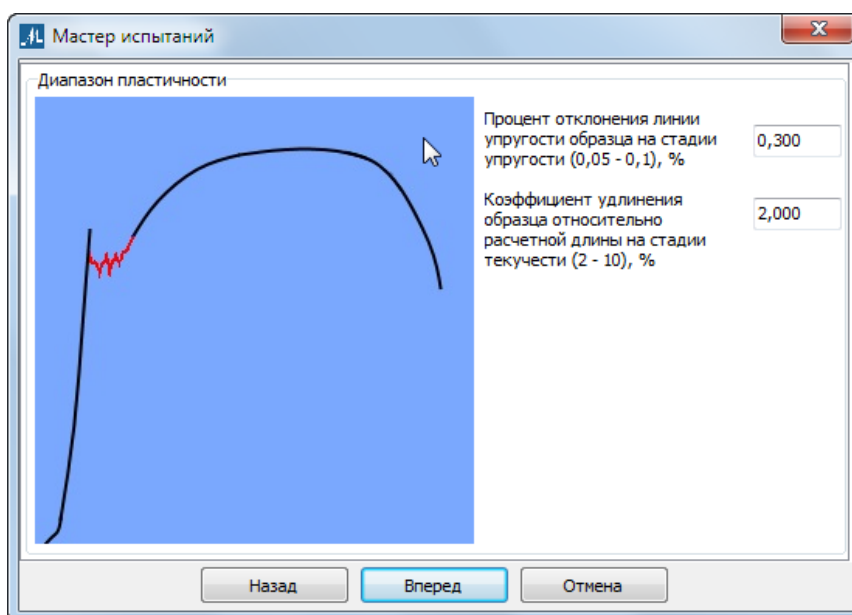 Мастер испытаний
Диапазон пластичности
Процент отклонения линии
упругости образца на стадии
упругости (0,05 - 0,1), %
0,300
Коэффициент удлинения
образца относительно
расчетной длины на стадии
текучести (2 - 10), %
2,000
Назад
Вперед
Отмена